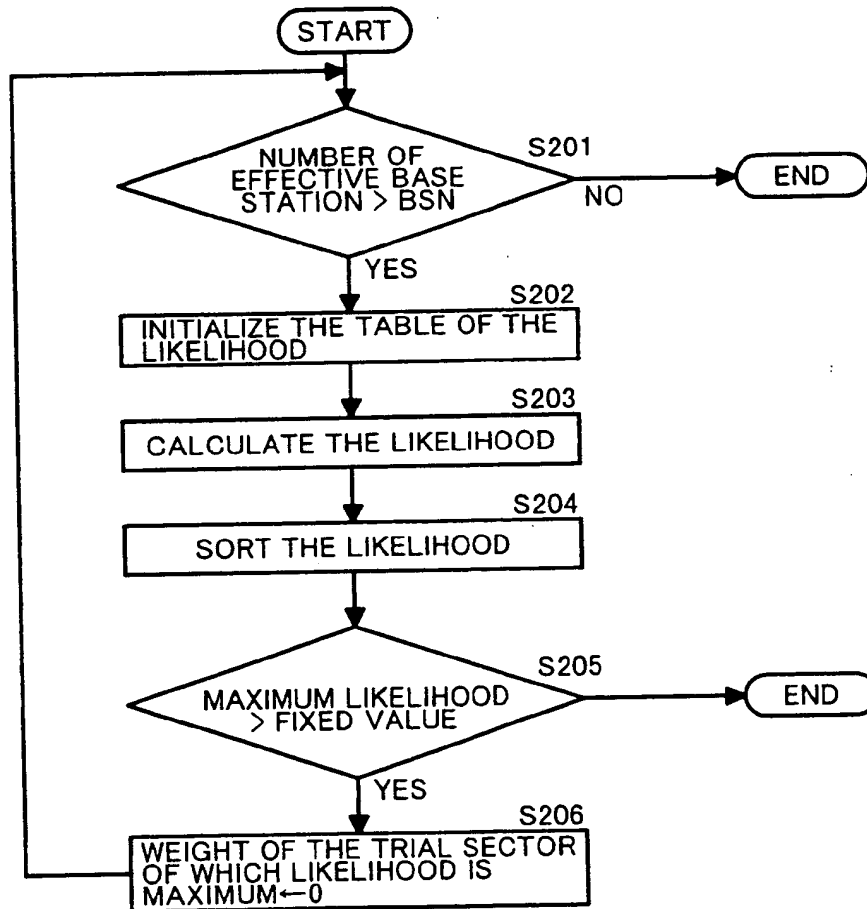 START
S201
NUMBER OF
EFFECTIVE BASE
STATION > BSN
NO
END
YES
S202
INITIALIZE THE TABLE OF THE
LIKELIHOOD
S203
CALCULATE THE LIKELIHOOD
S204
SORT THE LIKELIHOOD
S205
MAXIMUM LIKELIHOOD
> FIXED VALUE
END
YES
S206
WEIGHT OF THE TRIAL SECTOR
OF WHICH LIKELIHOOD IS
MAXIMUM←0